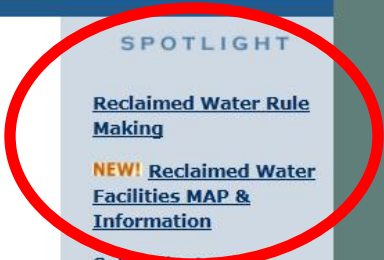 SPOTLIGHT
Reclaimed Water Rule
Making
NEW! Reclaimed Water
Facilities MAP &
Information